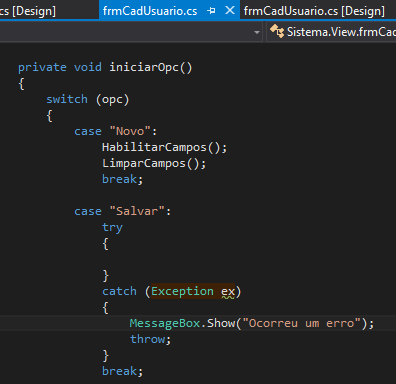 cs [Design]
frmCadUsuario.cs
frmCadUsuario.cs [Design]
Sistema.View.frmCad
private void iniciarOpc()
{
switch (opc)
{
case "Novo":
HabilitarCampos();
LimparCampos();
break;
case "Salvar":
try
{
}
catch (Exception ex)
{
MessageBox.Show("Ocorreu um erro");
throw;
}
break;